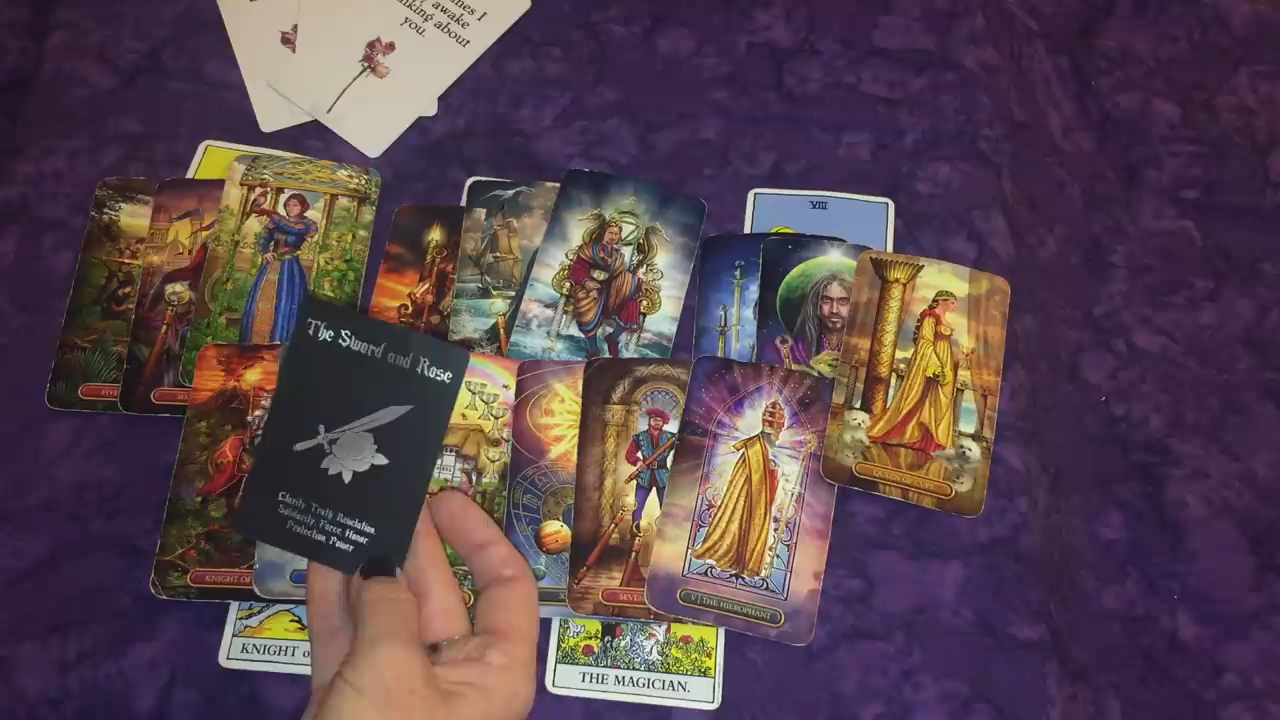 awake
about
you.
VIII
The Sword and Rose
Clarity Truth Revelation
Solidarity Force Honor
Protection Power
QUEEN OF CUPS
KNIGHT OF
SEVEN
V THE HIEROPHANT
KNIGHT o
THE MAGICIAN.